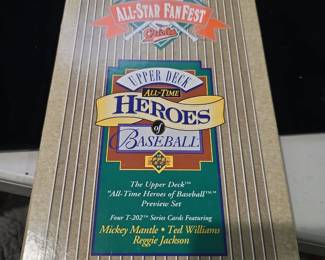 ALL-STAR FANFEST
Orioles
UPPER DECK
ALL-TIME
HEROES
of
BASEBALL
The Upper Deck™
"All-Time Heroes of Baseball™"
Preview Set
Four T-202™ Series Cards Featuring
Mickey Mantle • Ted Williams
Reggie Jackson